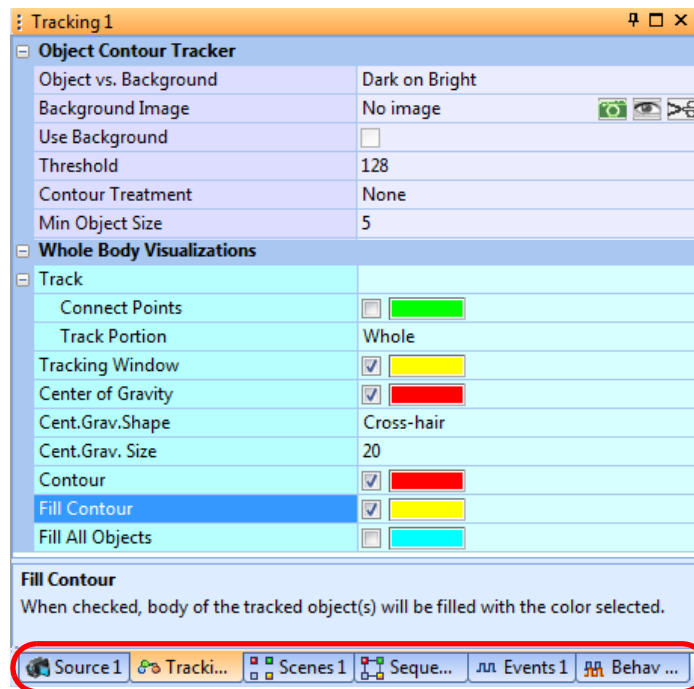 Tracking 1
Object Contour Tracker
Object vs. Background Dark on Bright
Background Image No image
Use Background
Threshold 128
Contour Treatment None
Min Object Size 5
Whole Body Visualizations
Track
Connect Points
Track Portion Whole
Tracking Window
Center of Gravity
Cent.Grav.Shape Cross-hair
Cent.Grav. Size 20
Contour
Fill Contour
Fill All Objects
Fill Contour
When checked, body of the tracked object(s) will be filled with the color selected.
Source 1 Tracki... Scenes 1 Seque... Events 1 Behav ...